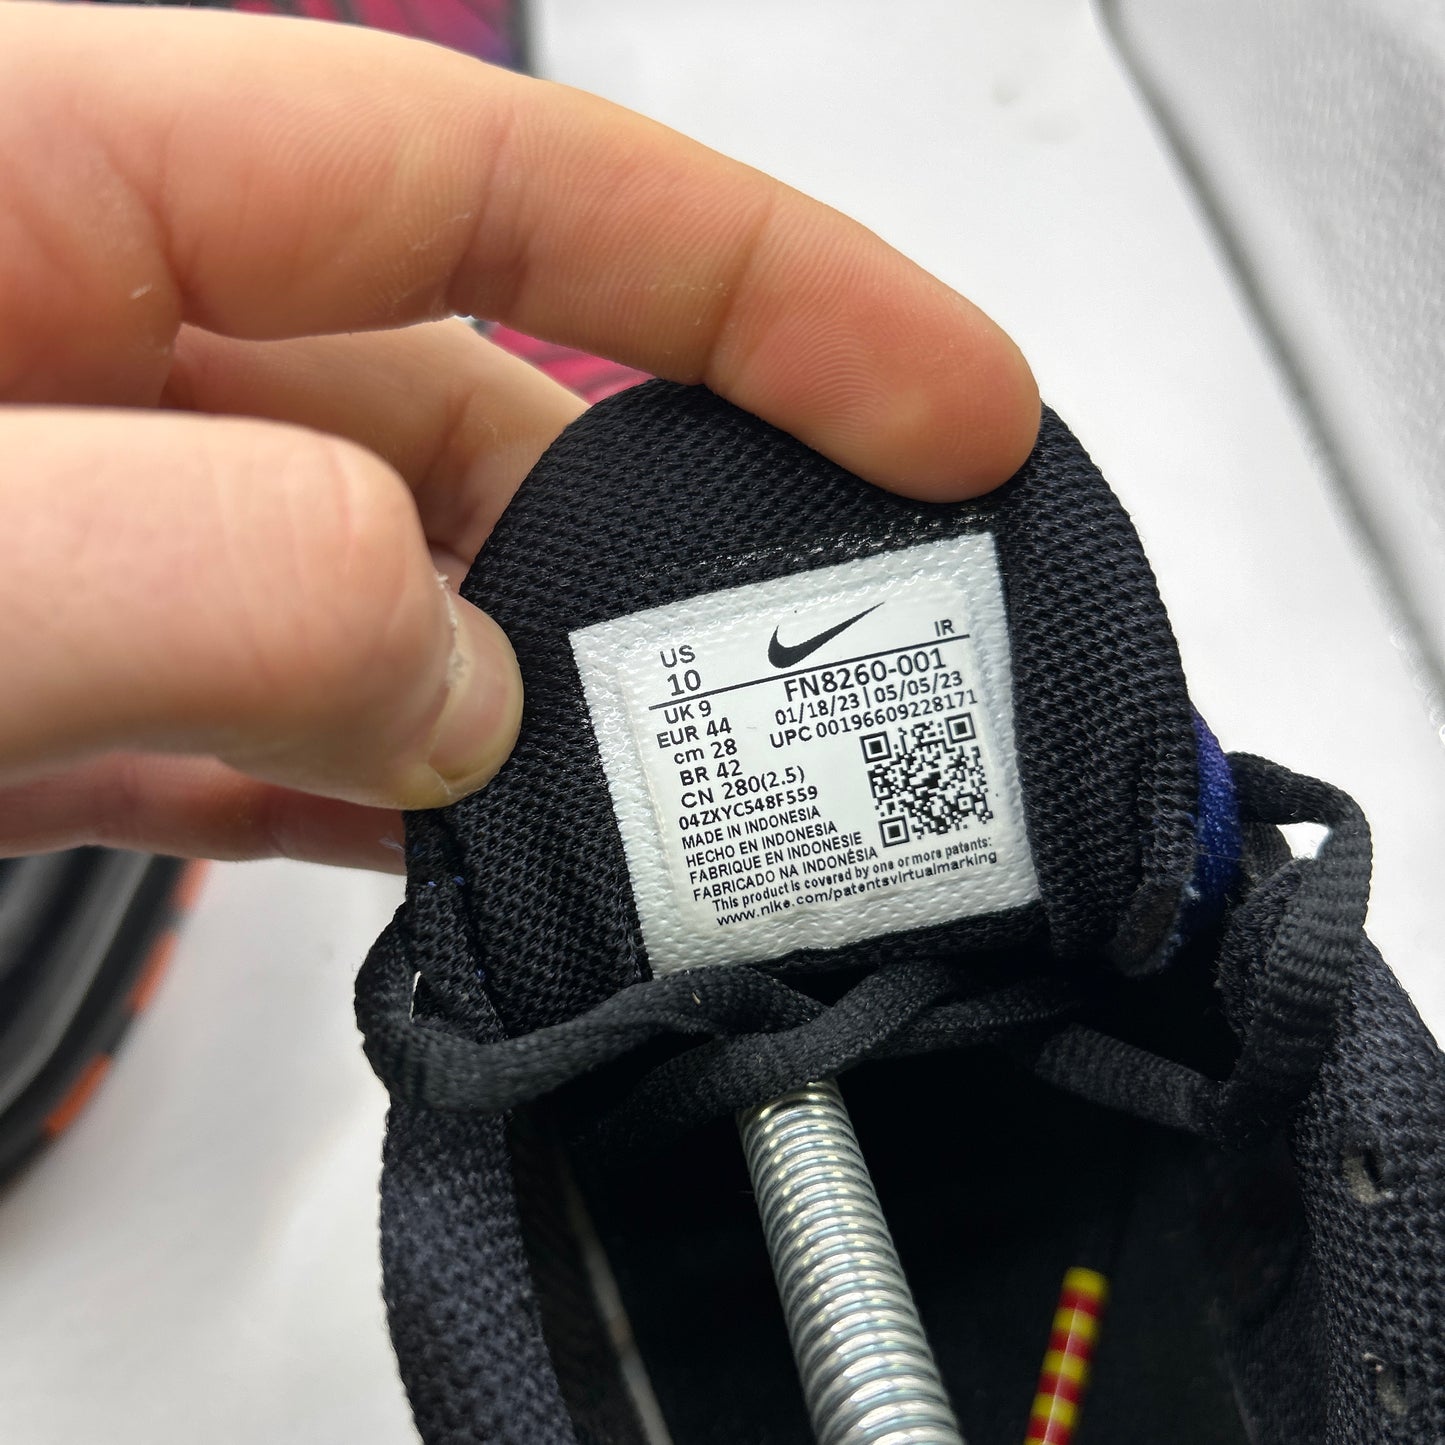 US
10
IR
FN8260-001
UK 9
01/18/23 | 05/05/23
EUR 44
UPC 00196609228171
cm 28
BR 42
CN 280(2.5)
04ZXYC548F559
MADE IN INDONESIA
HECHO EN INDONESIA
FABRIQUE EN INDONESIE
FABRICADO NA INDONÉSIA
This product is covered by one or more patents:
www.nike.com/patentsvirtualmarking